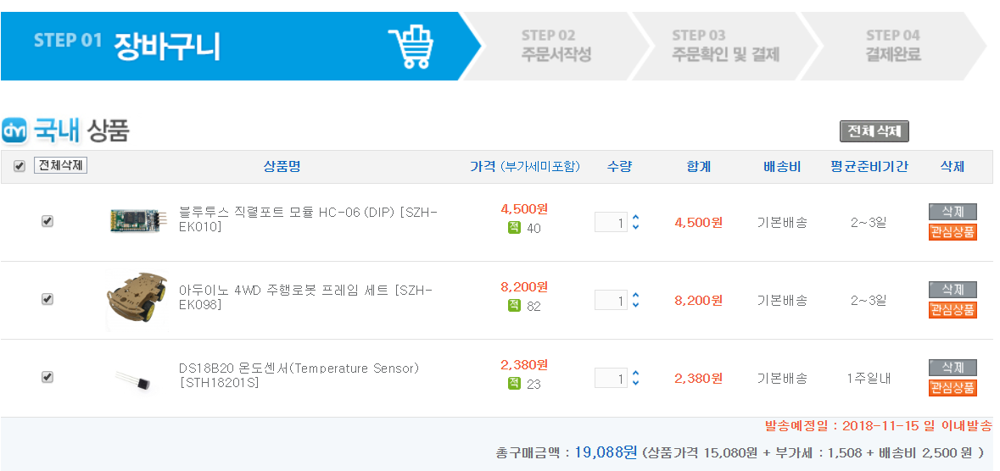 STEP 01 장바구니
STEP 02
주문서작성
STEP 03
주문확인 및 결제
STEP 04
결제완료
dm 국내 상품
전체삭제
전체삭제 상품명 가격 (부가세미포함) 수량 합계 배송비 평균준비기간 삭제
블루투스 직렬포트 모듈 HC-06 (DIP) [SZH-
EK010]
4,500원
적 40
1
4,500원
기본배송
2~3일
삭제
관심상품
아두이노 4WD 주행로봇 프레임 세트 [SZH-
EK098]
8,200원
적 82
1
8,200원
기본배송
2~3일
삭제
관심상품
DS18B20 온도센서(Temperature Sensor)
[STH18201S]
2,380원
적 23
1
2,380원
기본배송
1주일내
삭제
관심상품
발송예정일 : 2018-11-15 일 이내발송
총구매금액 : 19,088원 (상품가격 15,080원 + 부가세 : 1,508 + 배송비 2,500 원 )